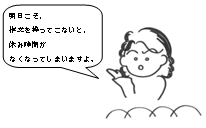 明日こそ、
作文を持ってこないと、
休み時間が
なくなってしまいますよ。